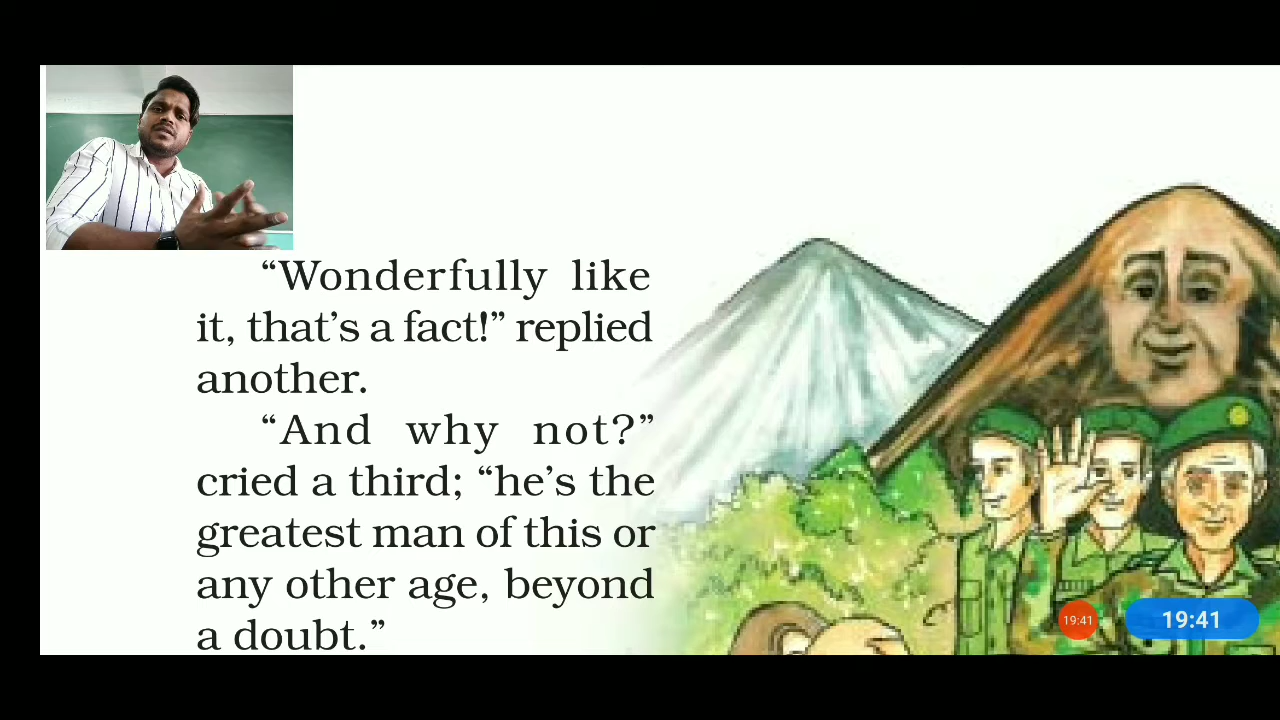 “Wonderfully like
it, that’s a fact!” replied
another.
“And why not?”
cried a third; “he’s the
greatest man of this or
any other age, beyond
a doubt.”
19:41
19:41